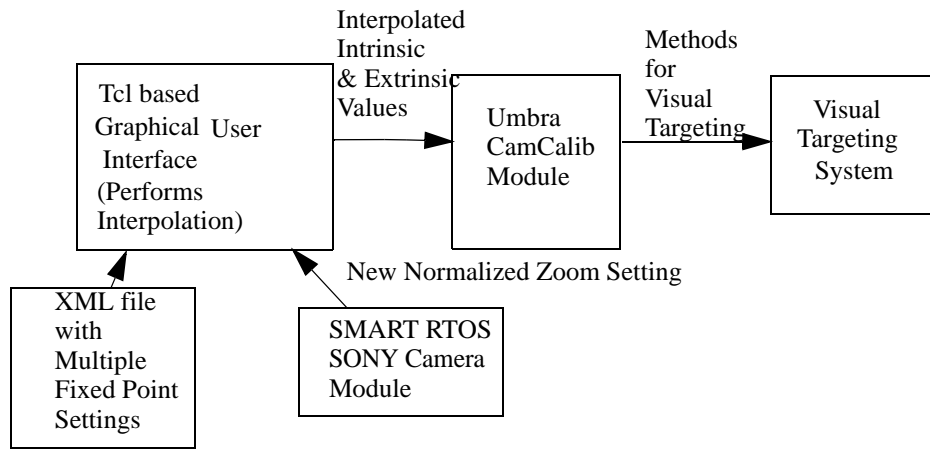 Tcl based
Graphical User
Interface
(Performs
Interpolation)
Interpolated
Intrinsic
& Extrinsic
Values
Umbra
CamCalib
Module
Methods
for
Visual
Targeting
Visual
Targeting
System
New Normalized Zoom Setting
XML file
with
Multiple
Fixed Point
Settings
SMART RTOS
SONY Camera
Module